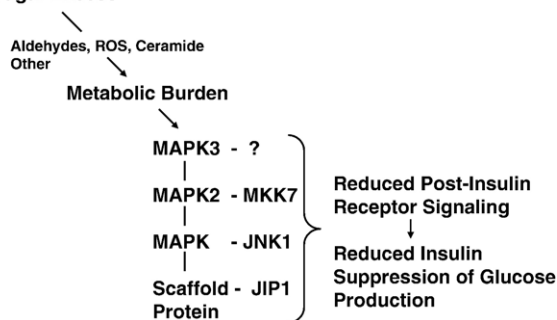 Aldehydes, ROS, Ceramide
Other
Metabolic Burden
MAPK3 - ?
MAPK2 - MKK7
MAPK - JNK1
Scaffold - JIP1
Protein
Reduced Post-Insulin
Receptor Signaling
Reduced Insulin
Suppression of Glucose
Production